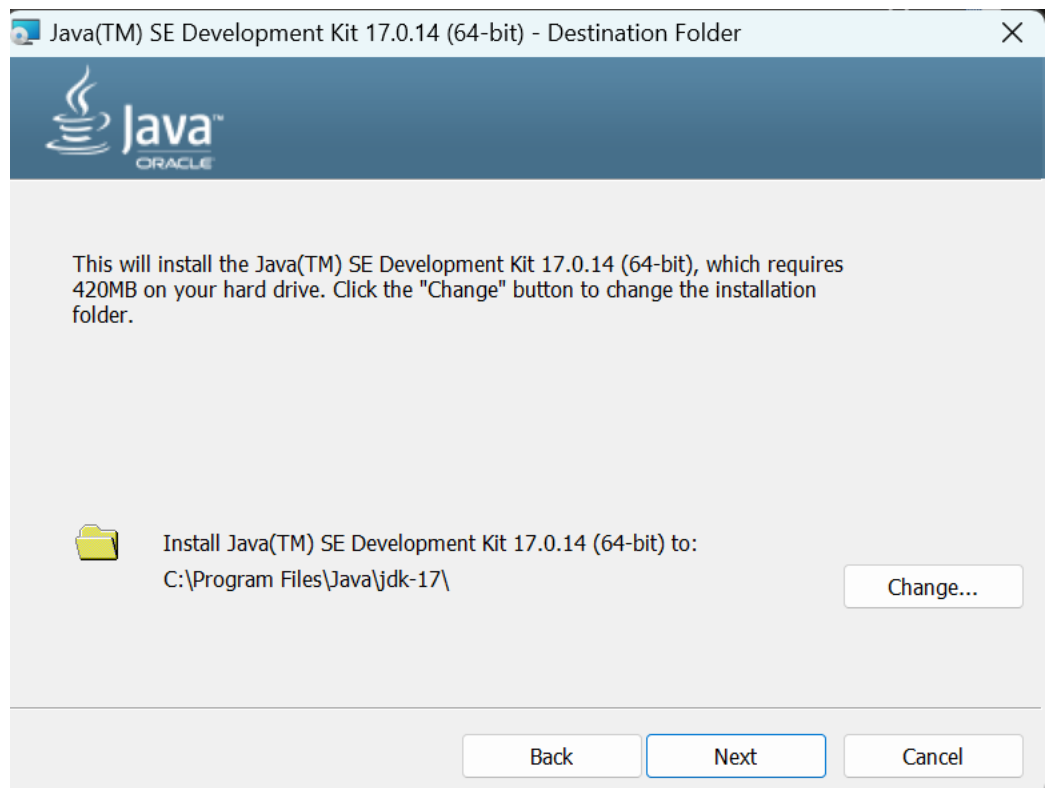 Java(TM) SE Development Kit 17.0.14 (64-bit) - Destination Folder
Java™
ORACLE
This will install the Java(TM) SE Development Kit 17.0.14 (64-bit), which requires
420MB on your hard drive. Click the "Change" button to change the installation
folder.
Install Java(TM) SE Development Kit 17.0.14 (64-bit) to:
C:\Program Files\Java\jdk-17\
Change...
Back
Next
Cancel